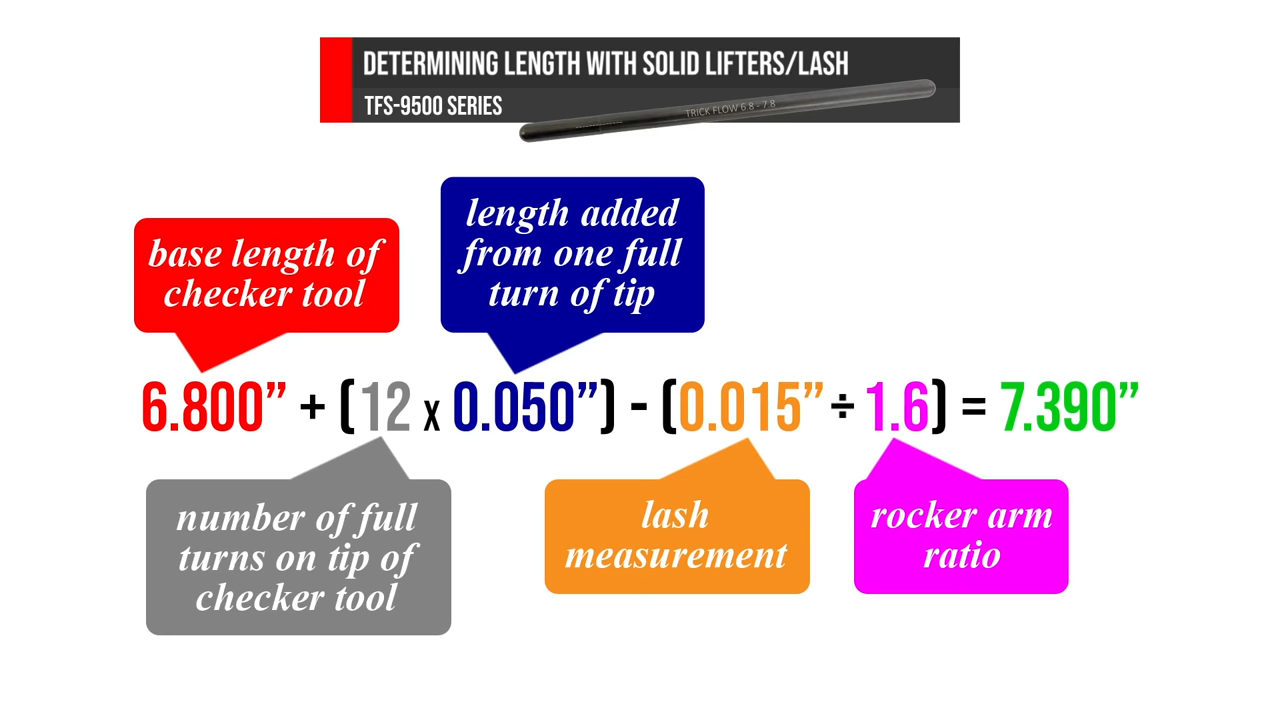 DETERMINING LENGTH WITH SOLID LIFTERS/LASH
TFS-9500 SERIES
TRICK FLOW 6.8 - 7.8
base length of
checker tool
length added
from one full
turn of tip
6.800” + (12 x 0.050”) - (0.015” ÷ 1.6) = 7.390”
number of full
turns on tip of
checker tool
lash
measurement
rocker arm
ratio